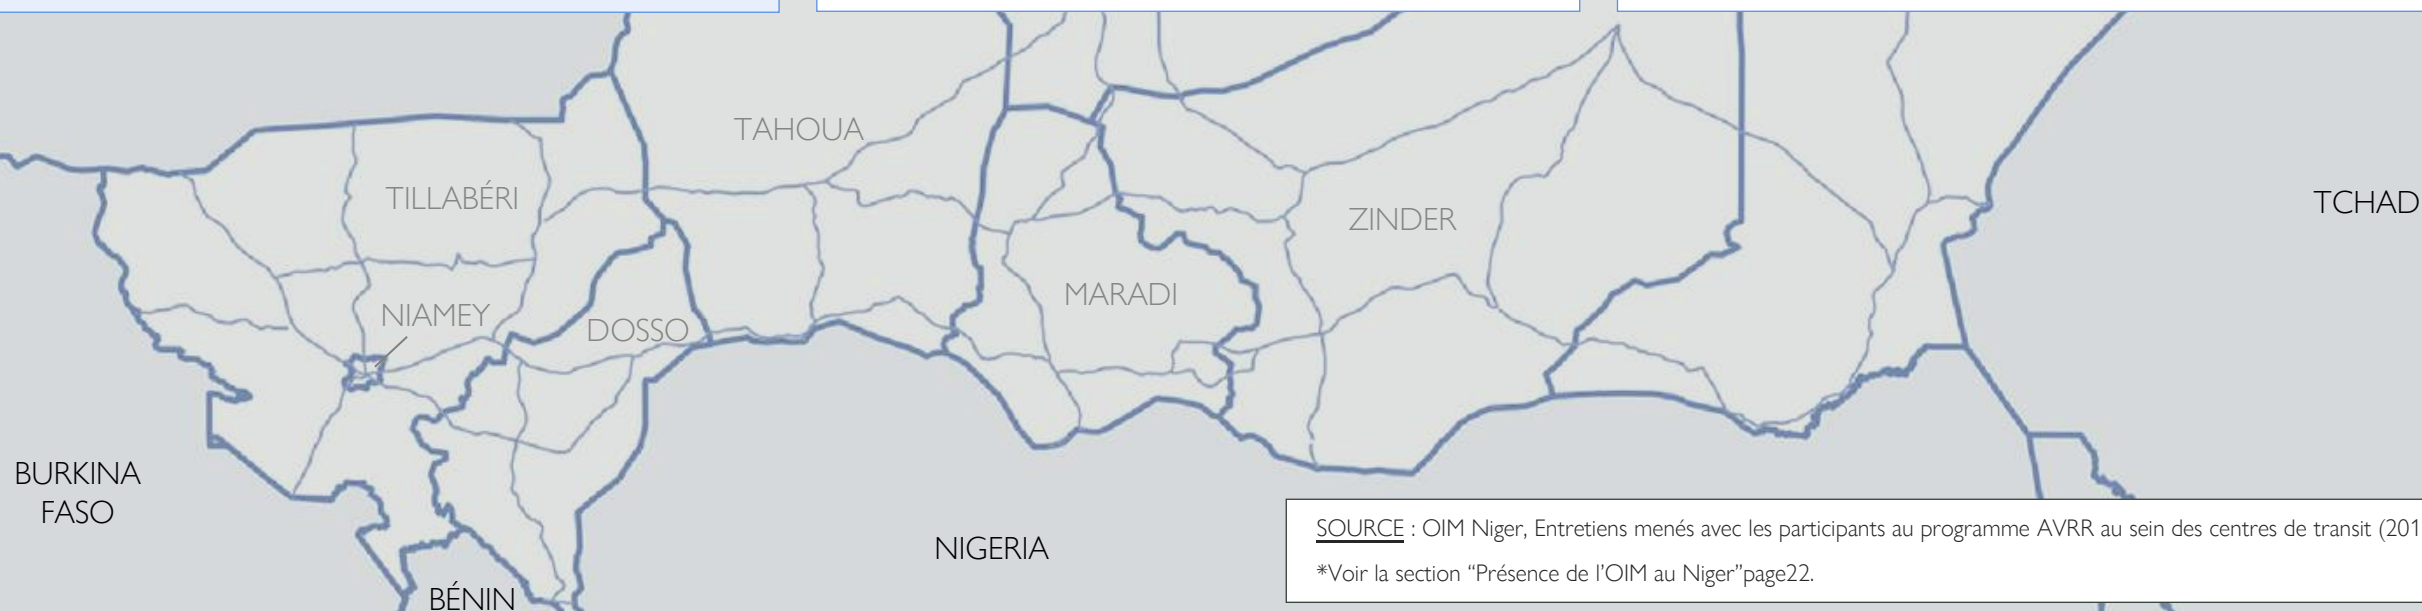 TAHOUA
TILLABÉRI
TCHAD
ZINDER
MARADI
NIAMEY
DOSSO
BURKINA
FASO
NIGERIA
BÉNIN
SOURCE : OIM Niger, Entretiens menés avec les participants au programme AVRR au sein des centres de transit (201
*Voir la section “Présence de l’OIM au Niger”page22.